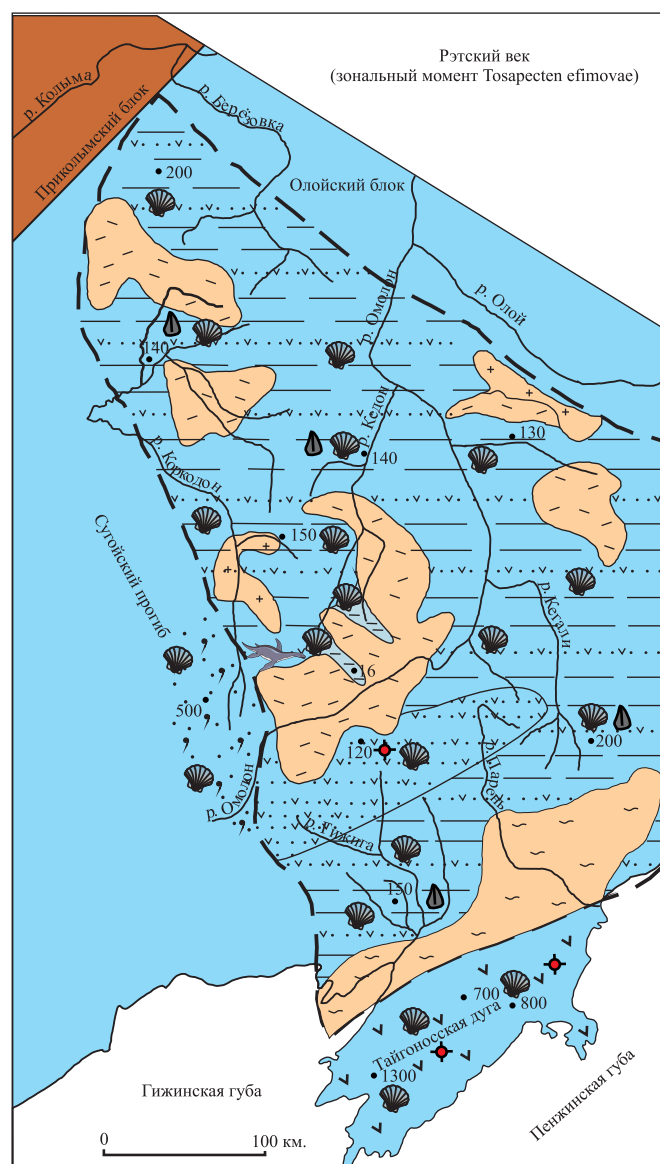 Рэтский век
(зональный момент Tosapecten efimovae)
р. Колыма
Приколымский блок
р. Берёзовка
200
Олойский блок
р. Омолон
р. Олой
140
р. Келон
130
140
р. Коркодон
150
Сугойский прогиб
р. Кегали
16
500
120
200
р. Парень
р. Омолон
р. Гижига
150
700
800
Тайгоносская дуга
1300
Гижинская губа
Пенжинская губа
0
100 км.